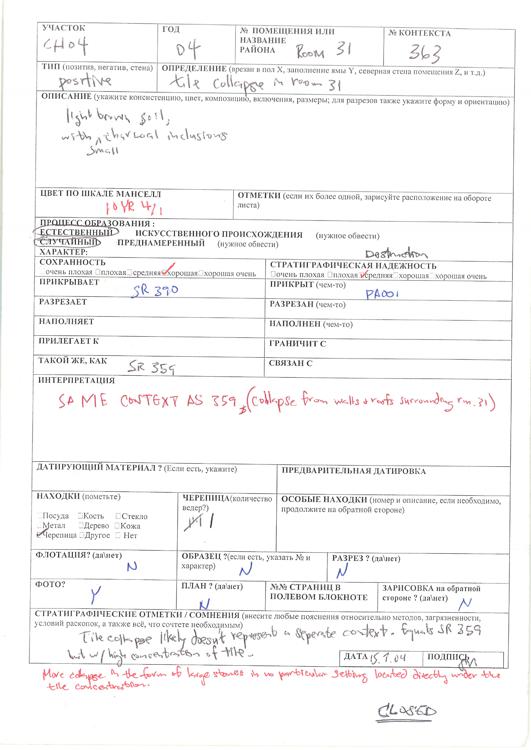 УЧАСТОК ГОД № ПОМЕЩЕНИЯ ИЛИ НАЗВАНИЕ РАЙОНА № КОНТЕКСТА
CH04 04 ROOM 31 363
ТИП (позитив, негатив, стена) ОПРЕДЕЛЕНИЕ (врезан в пол X, заполнение ямы Y, северная стена помещения Z, и т.д.)
positive tile collapse in room 31
ОПИСАНИЕ (укажите консистенцию, цвет, композицию, включения, размеры; для разрезов также укажите форму и ориентацию)
light brown soil,
with charcoal inclusions
small
ЦВЕТ ПО ШКАЛЕ МАНСЕЛЛ ОТМЕТКИ (если их более одной, зарисуйте расположение на обороте
10YR 4/1 листа)
ПРОЦЕСС ОБРАЗОВАНИЯ :
ЕСТЕСТВЕННЫЙ ИСКУССТВЕННОГО ПРОИСХОЖДЕНИЯ (нужное обвести)
СЛУЧАЙНЫЙ ПРЕДНАМЕРЕННЫЙ (нужное обвести)
ХАРАКТЕР: Destruction
СОХРАННОСТЬ СТРАТИГРАФИЧЕСКАЯ НАДЕЖНОСТЬ
очень плохая плохая средняя хорошая хорошая очень очень плохая плохая средняя хорошая хорошая очень
ПРИКРЫВАЕТ ПРИКРЫТ (чем-то)
SR 390 PA001
РАЗРЕЗАЕТ РАЗРЕЗАН (чем-то)
НАПОЛНЯЕТ НАПОЛНЕН (чем-то)
ПРИЛЕГАЕТ К ГРАНИЧИТ С
ТАКОЙ ЖЕ, КАК SR 359 СВЯЗАН С
ИНТЕРПРЕТАЦИЯ
SAME CONTEXT AS 359, (collapse from walls & roofs surrounding rm. 31)
ДАТИРУЮЩИЙ МАТЕРИАЛ ? (Если есть, укажите) ПРЕДВАРИТЕЛЬНАЯ ДАТИРОВКА
НАХОДКИ (пометьте) ЧЕРЕПИЦА(количество ведер?) ОСОБЫЕ НАХОДКИ (номер и описание, если необходимо, продолжите на обратной стороне)
Посуда Кость Стекло
Метал Дерево Кожа
Черепица Другое Нет
ФЛОТАЦИЯ? (да\нет) ОБРАЗЕЦ ?(если есть, указать № и характер) РАЗРЕЗ ? (да\нет)
N N N
ФОТО? ПЛАН ? (да\нет) №№ СТРАНИЦ В ПОЛЕВОМ БЛОКНОТЕ ЗАРИСОВКА на обратной стороне ? (да\нет)
Y N N
СТРАТИГРАФИЧЕСКИЕ ОТМЕТКИ / СОМНЕНИЯ (внесите любые пояснения относительно методов, загрязненности,
условий раскопок, а также всё, что сочтете необходимым)
Tile collapse likely doesn't represent a seperate context. Equals SR 359
but w/ high concentration of tile.
ДАТА 15.7.04 ПОДПИСЬ
More collapse in the form of large stones in no particular setting located directly under the
tile concentration.
CLOSED